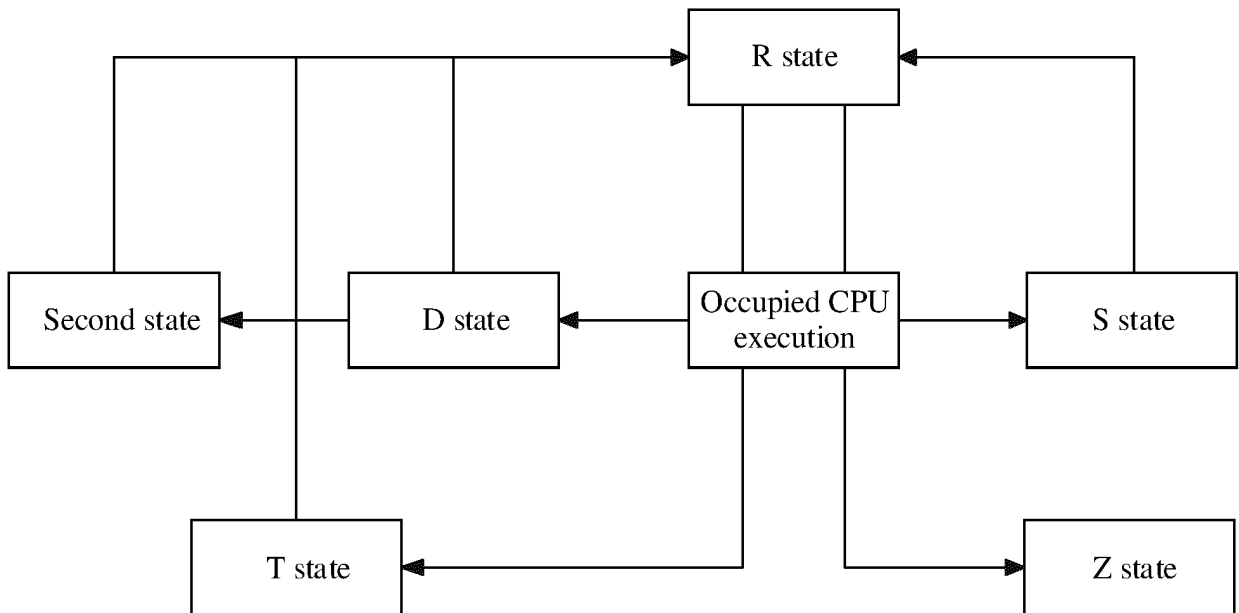 R state
Second state
D state
Occupied CPU
execution
S state
T state
Z state